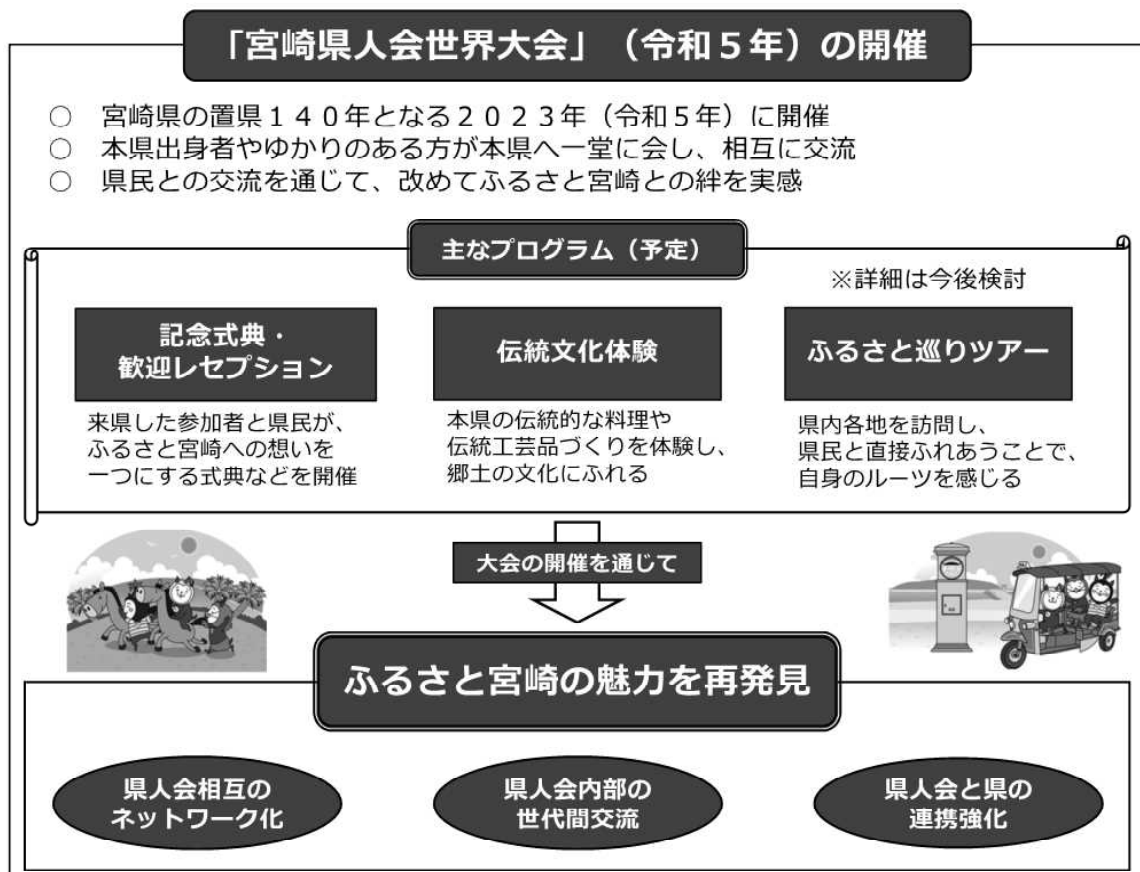 「宮崎県人会世界大会」（令和５年）の開催
○ 宮崎県の置県１４０年となる２０２３年（令和５年）に開催
○ 本県出身者やゆかりのある方が本県へ一堂に会し、相互に交流
○ 県民との交流を通じて、改めてふるさと宮崎との絆を実感
主なプログラム（予定）
※詳細は今後検討
記念式典・
歓迎レセプション
来県した参加者と県民が、
ふるさと宮崎への想いを
一つにする式典などを開催
伝統文化体験
本県の伝統的な料理や
伝統工芸品づくりを体験し、
郷土の文化にふれる
ふるさと巡りツアー
県内各地を訪問し、
県民と直接ふれあうことで、
自身のルーツを感じる
大会の開催を通じて
ふるさと宮崎の魅力を再発見
県人会相互の
ネットワーク化
県人会内部の
世代間交流
県人会と県の
連携強化